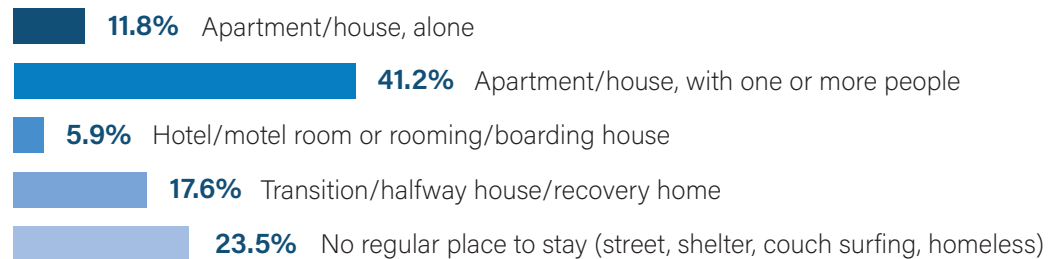 11.8% Apartment/house, alone
41.2% Apartment/house, with one or more people
5.9% Hotel/motel room or rooming/boarding house
17.6% Transition/halfway house/recovery home
23.5% No regular place to stay (street, shelter, couch surfing, homeless)